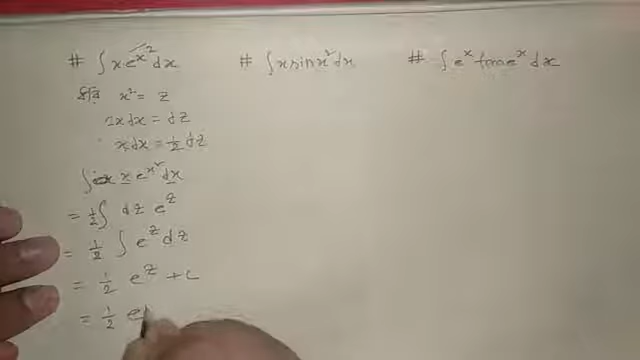 # ∫ x e^x² dx
# ∫ x sin x² dx
# ∫ e^x tan e^x dx
ধরি x² = z
2x dx = dz
x dx = ½ dz
∫ x e^x² dx
= ½ ∫ dz e^z
= ½ ∫ e^z dz
= ½ e^z + c
= ½ e